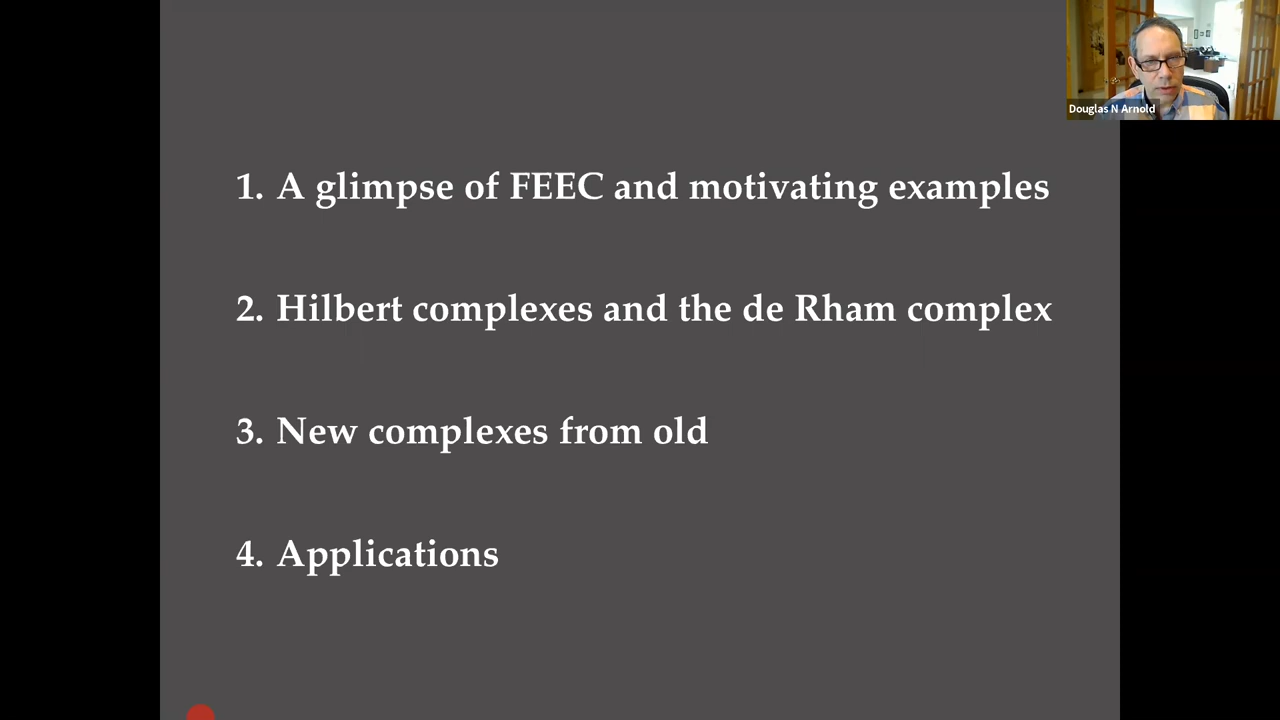 Douglas N Arnold
1. A glimpse of FEEC and motivating examples
2. Hilbert complexes and the de Rham complex
3. New complexes from old
4. Applications